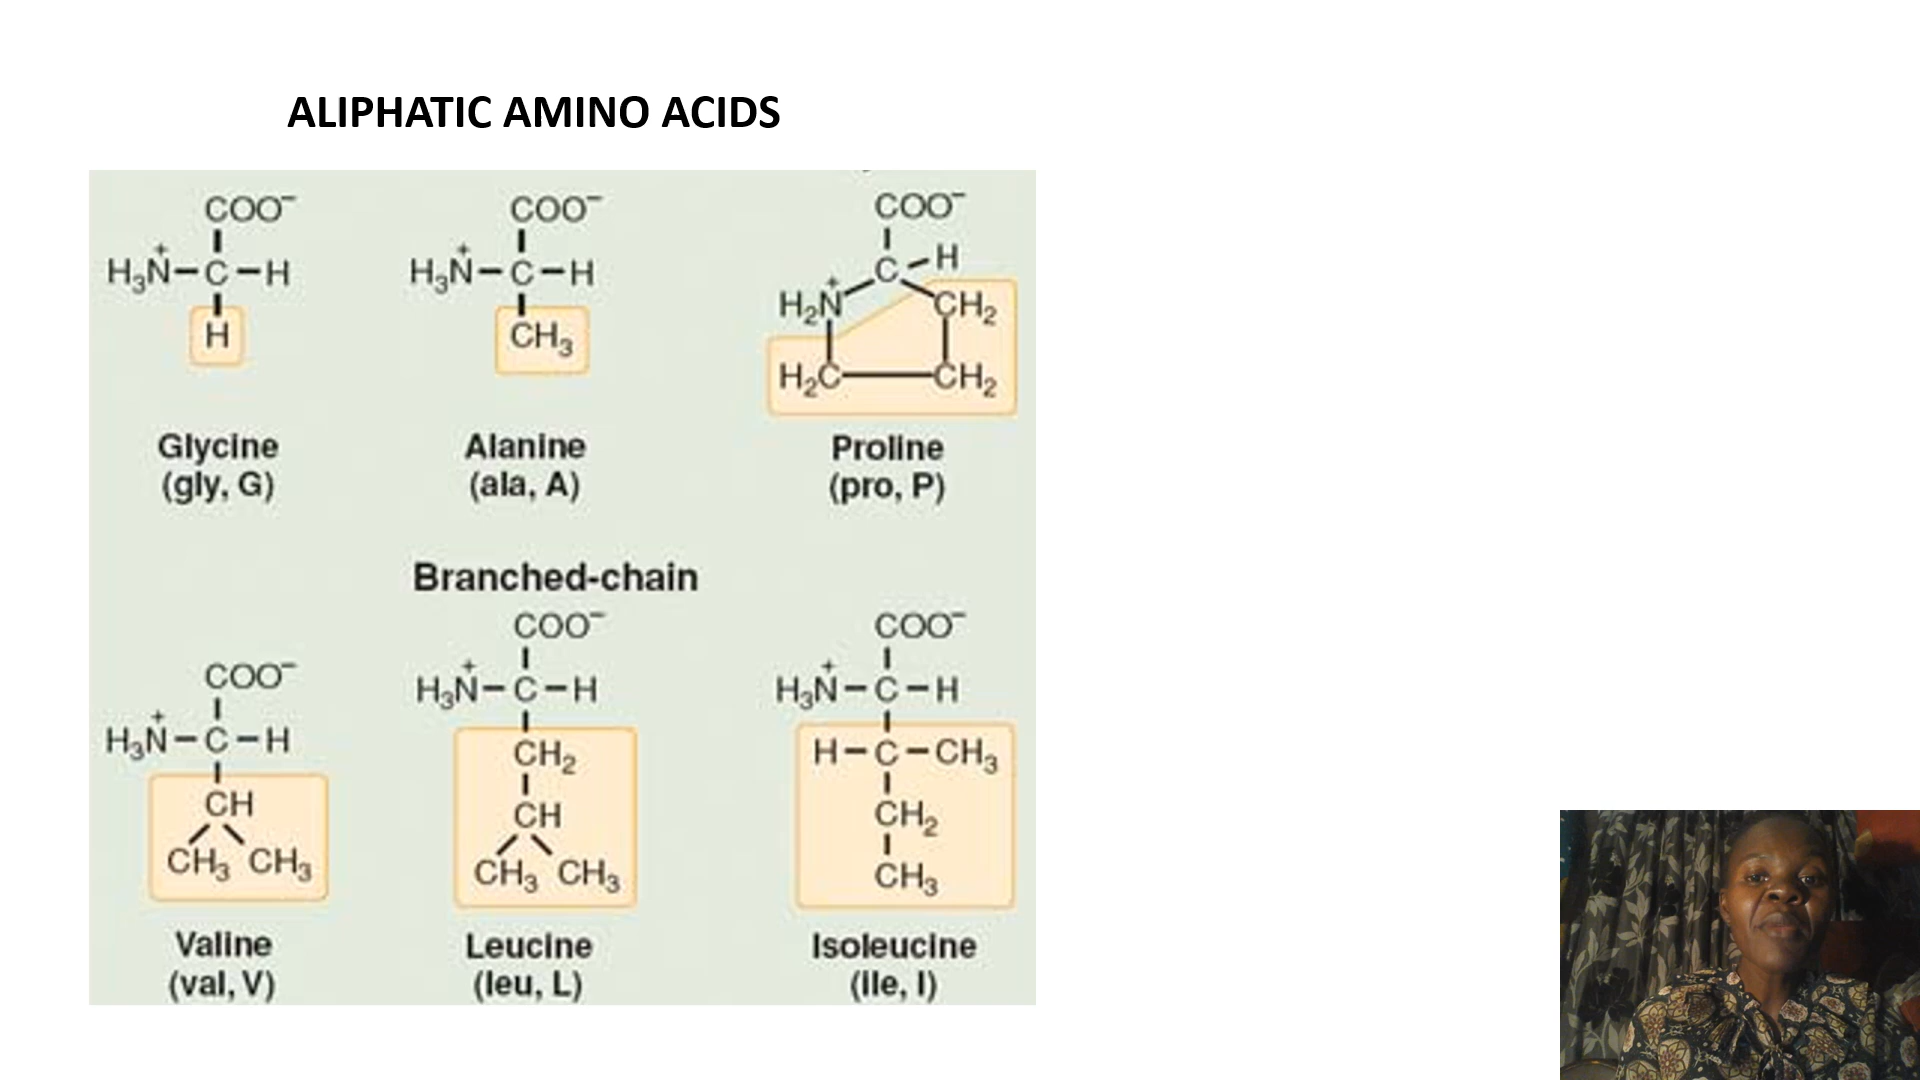 ALIPHATIC AMINO ACIDS
COO⁻ COO⁻ COO⁻
H₃N⁺–C–H H₃N⁺–C–H C–H
H₂N⁺ CH₂
H CH₃
H₂C CH₂
Glycine Alanine Proline
(gly, G) (ala, A) (pro, P)
Branched-chain
COO⁻ COO⁻
COO⁻
H₃N⁺–C–H H₃N⁺–C–H
H₃N⁺–C–H
CH₂ H–C–CH₃
CH CH CH₂
CH₃ CH₃ CH₃ CH₃ CH₃
Valine Leucine Isoleucine
(val, V) (leu, L) (Ile, I)